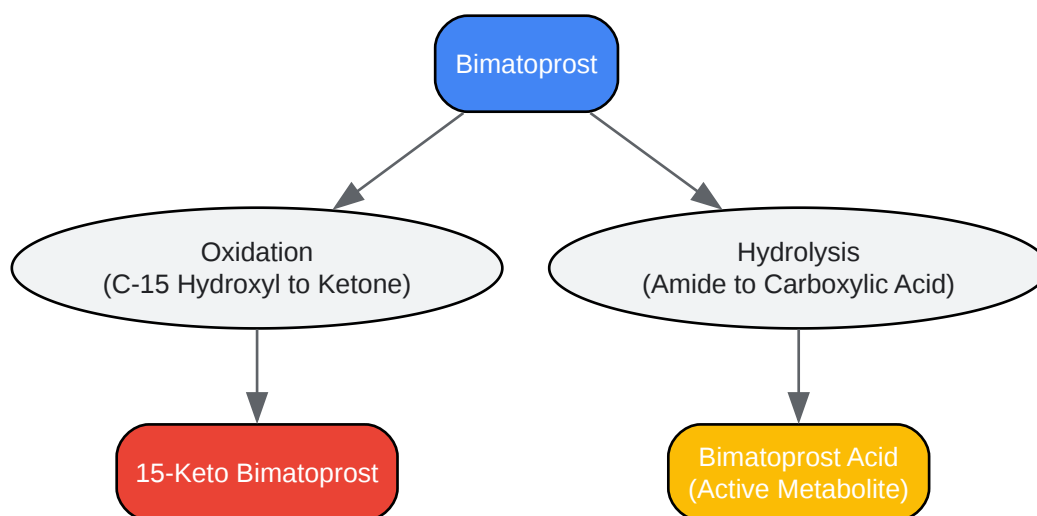 Bimatoprost
Oxidation
(C-15 Hydroxyl to Ketone)
Hydrolysis
(Amide to Carboxylic Acid)
15-Keto Bimatoprost
Bimatoprost Acid
(Active Metabolite)